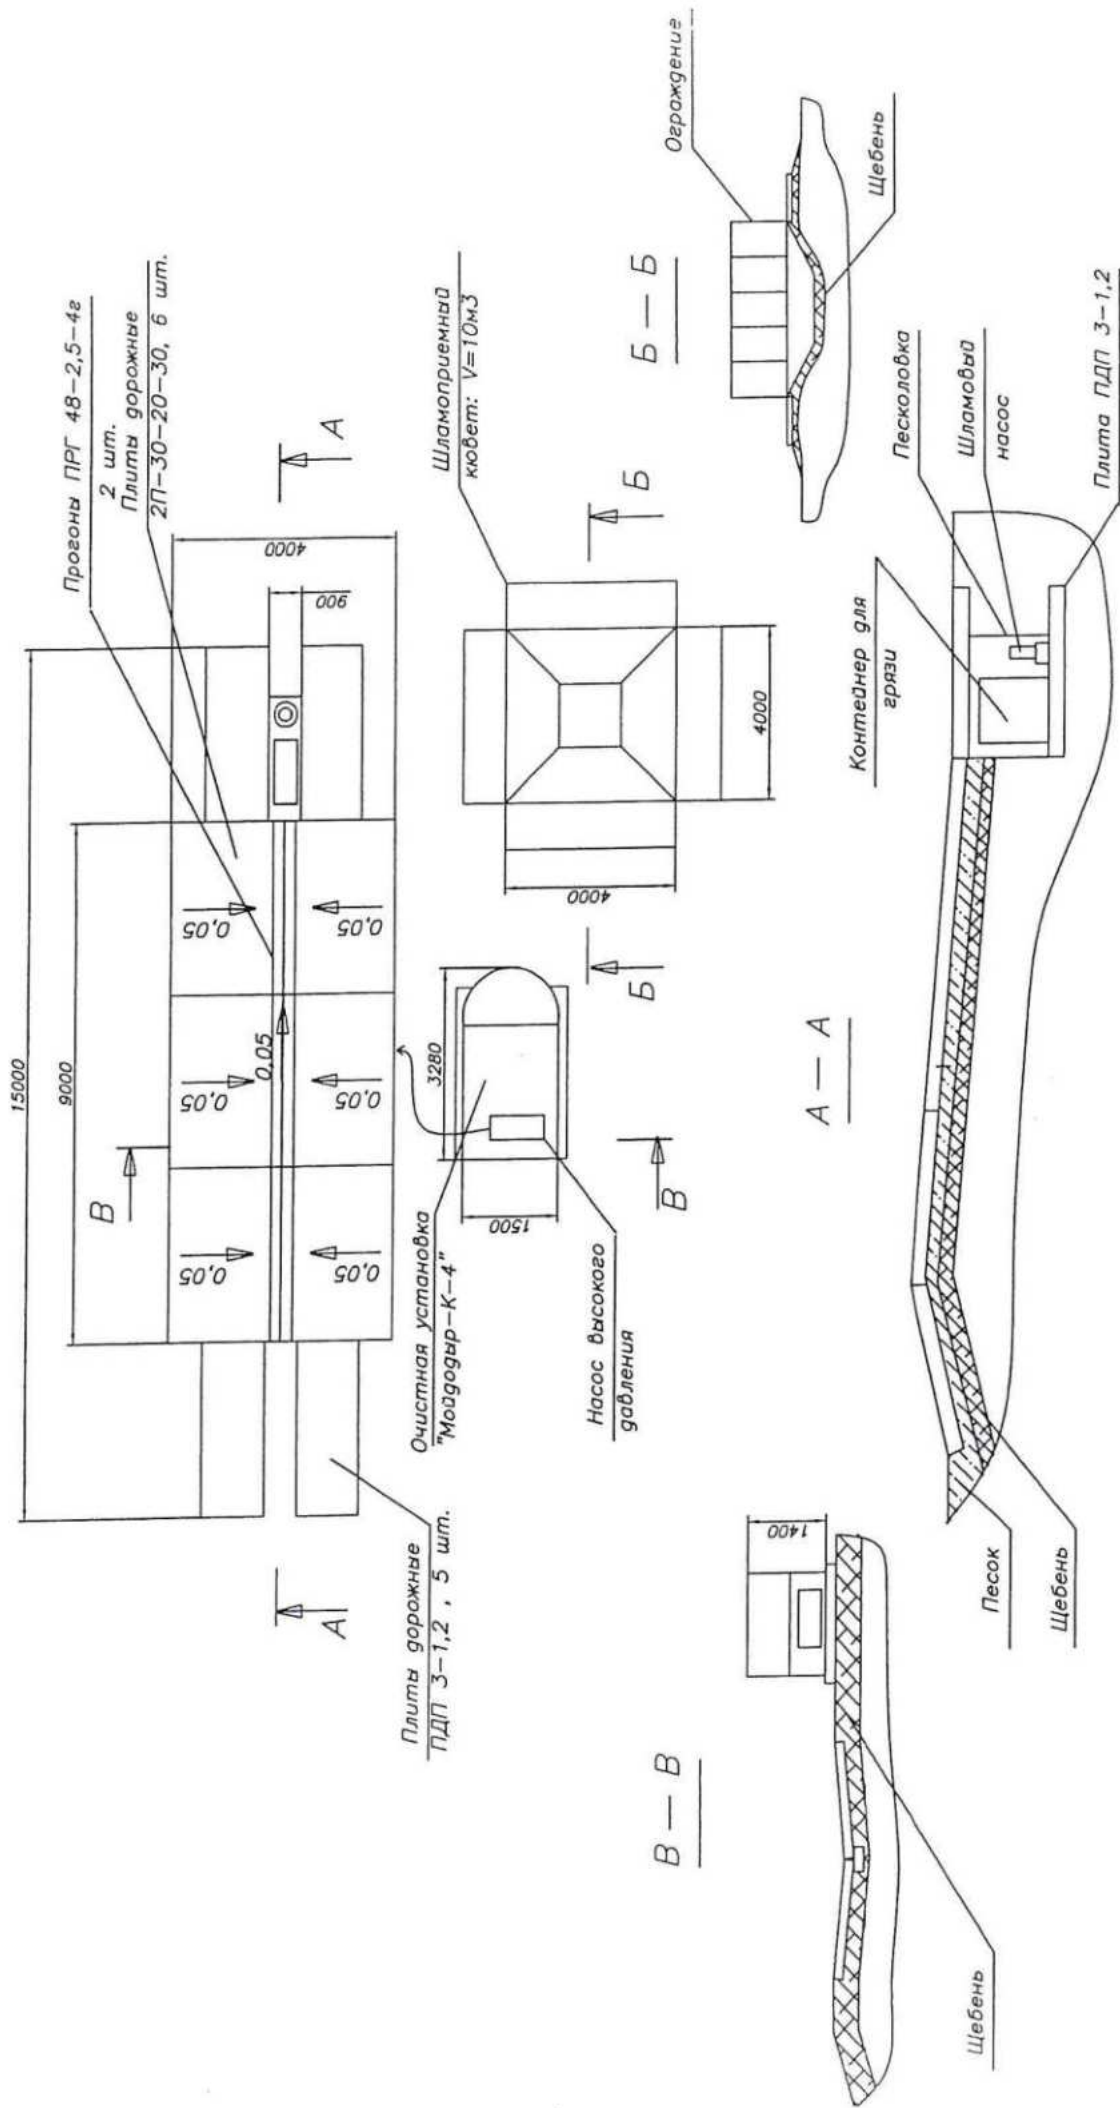 15000
9000
Прогоны ПРГ 48-2,5-4г
2 шт.
Плиты дорожные
2П-30-20-30, 6 шт.
В
0,05
0,05
0,05
0,05
0,05
0,05
0,05
4000
900
А
А
Плиты дорожные
ПДП 3-1,2 , 5 шт.
Очистная установка
"Мойдодыр-К-4"
3280
1500
Насос высокого
давления
В
Шламоприемный
кювет: V=10м3
4000
4000
Б
Б
Б — Б
Ограждение
Щебень
В — В
1400
Щебень
А — А
Контейнер для
грязи
Песколовка
Шламовый
насос
Плита ПДП 3-1,2
Песок
Щебень